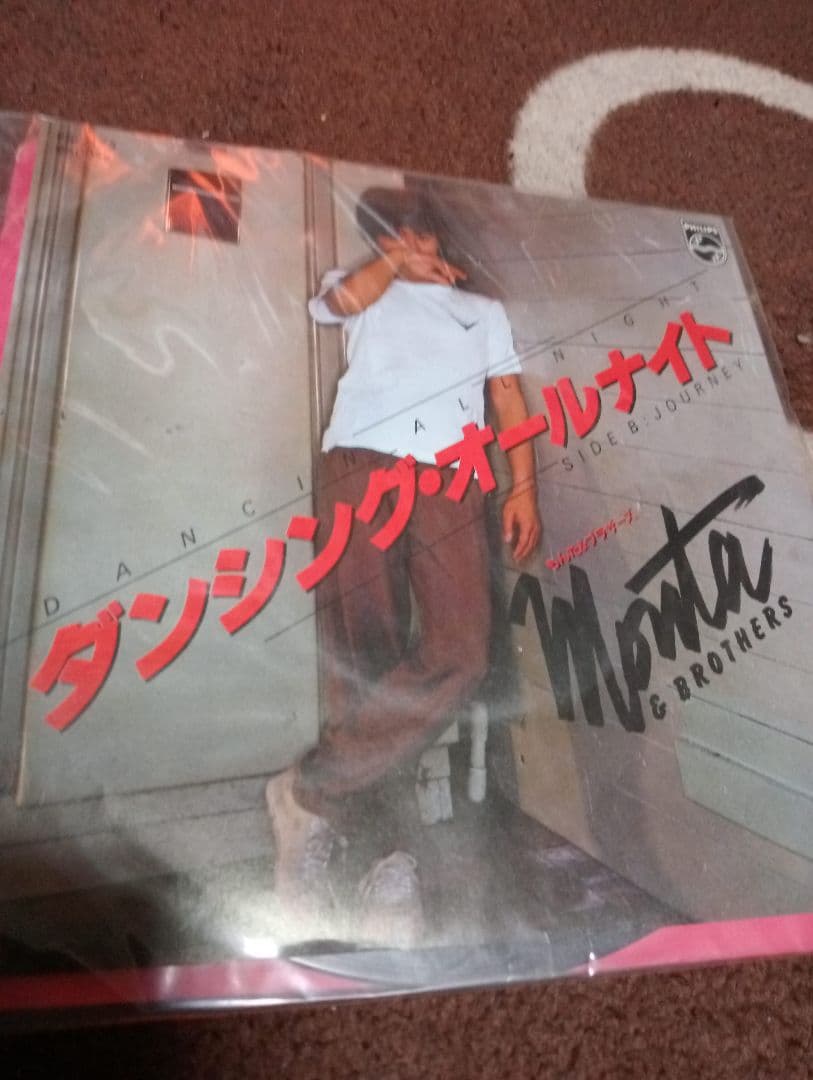 PHILIPS
DANCIN' ALL NIGHT
ダンシング・オールナイト
SIDE B: JOURNEY
もんた&ブラザーズ
Monta
& BROTHERS